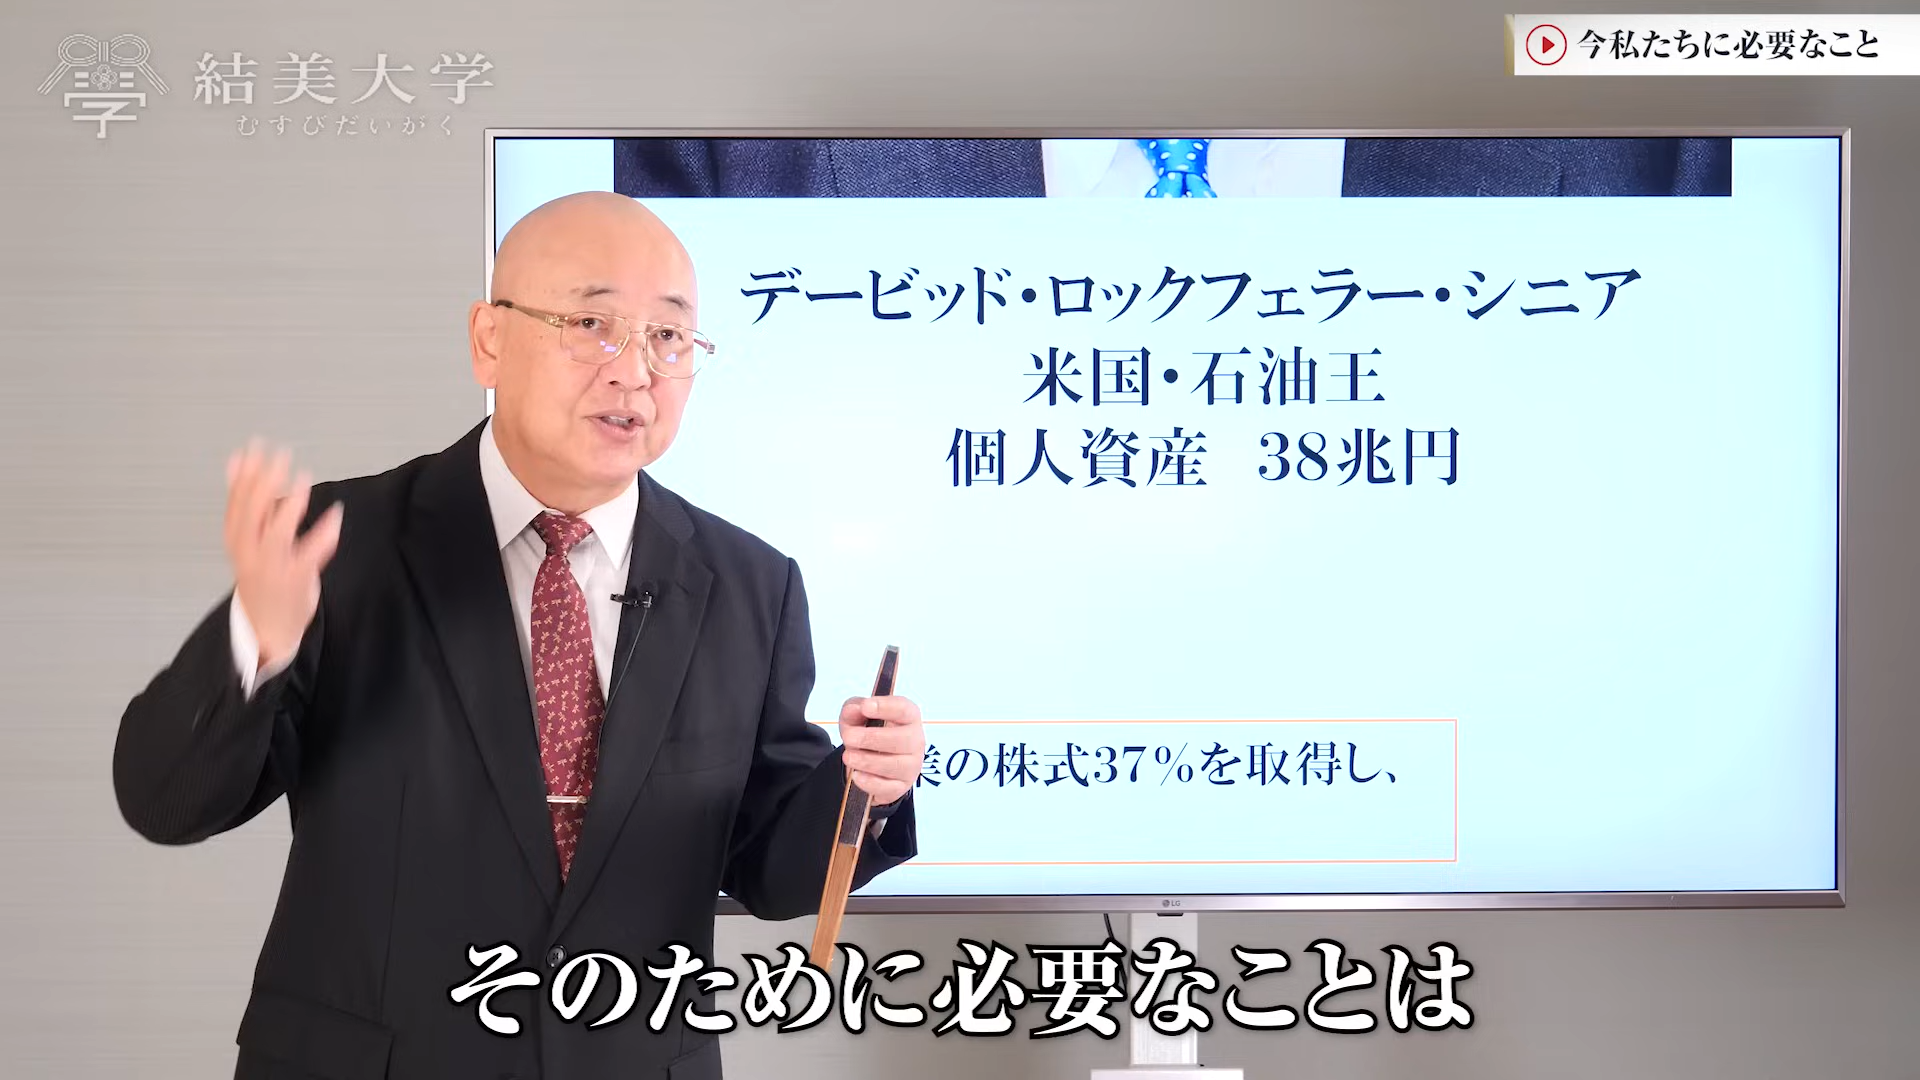 結美大学
むすびだいがく
今私たちに必要なこと
デービッド・ロックフェラー・シニア
米国・石油王
個人資産 38兆円
業の株式37%を取得し、
LG
そのために必要なことは